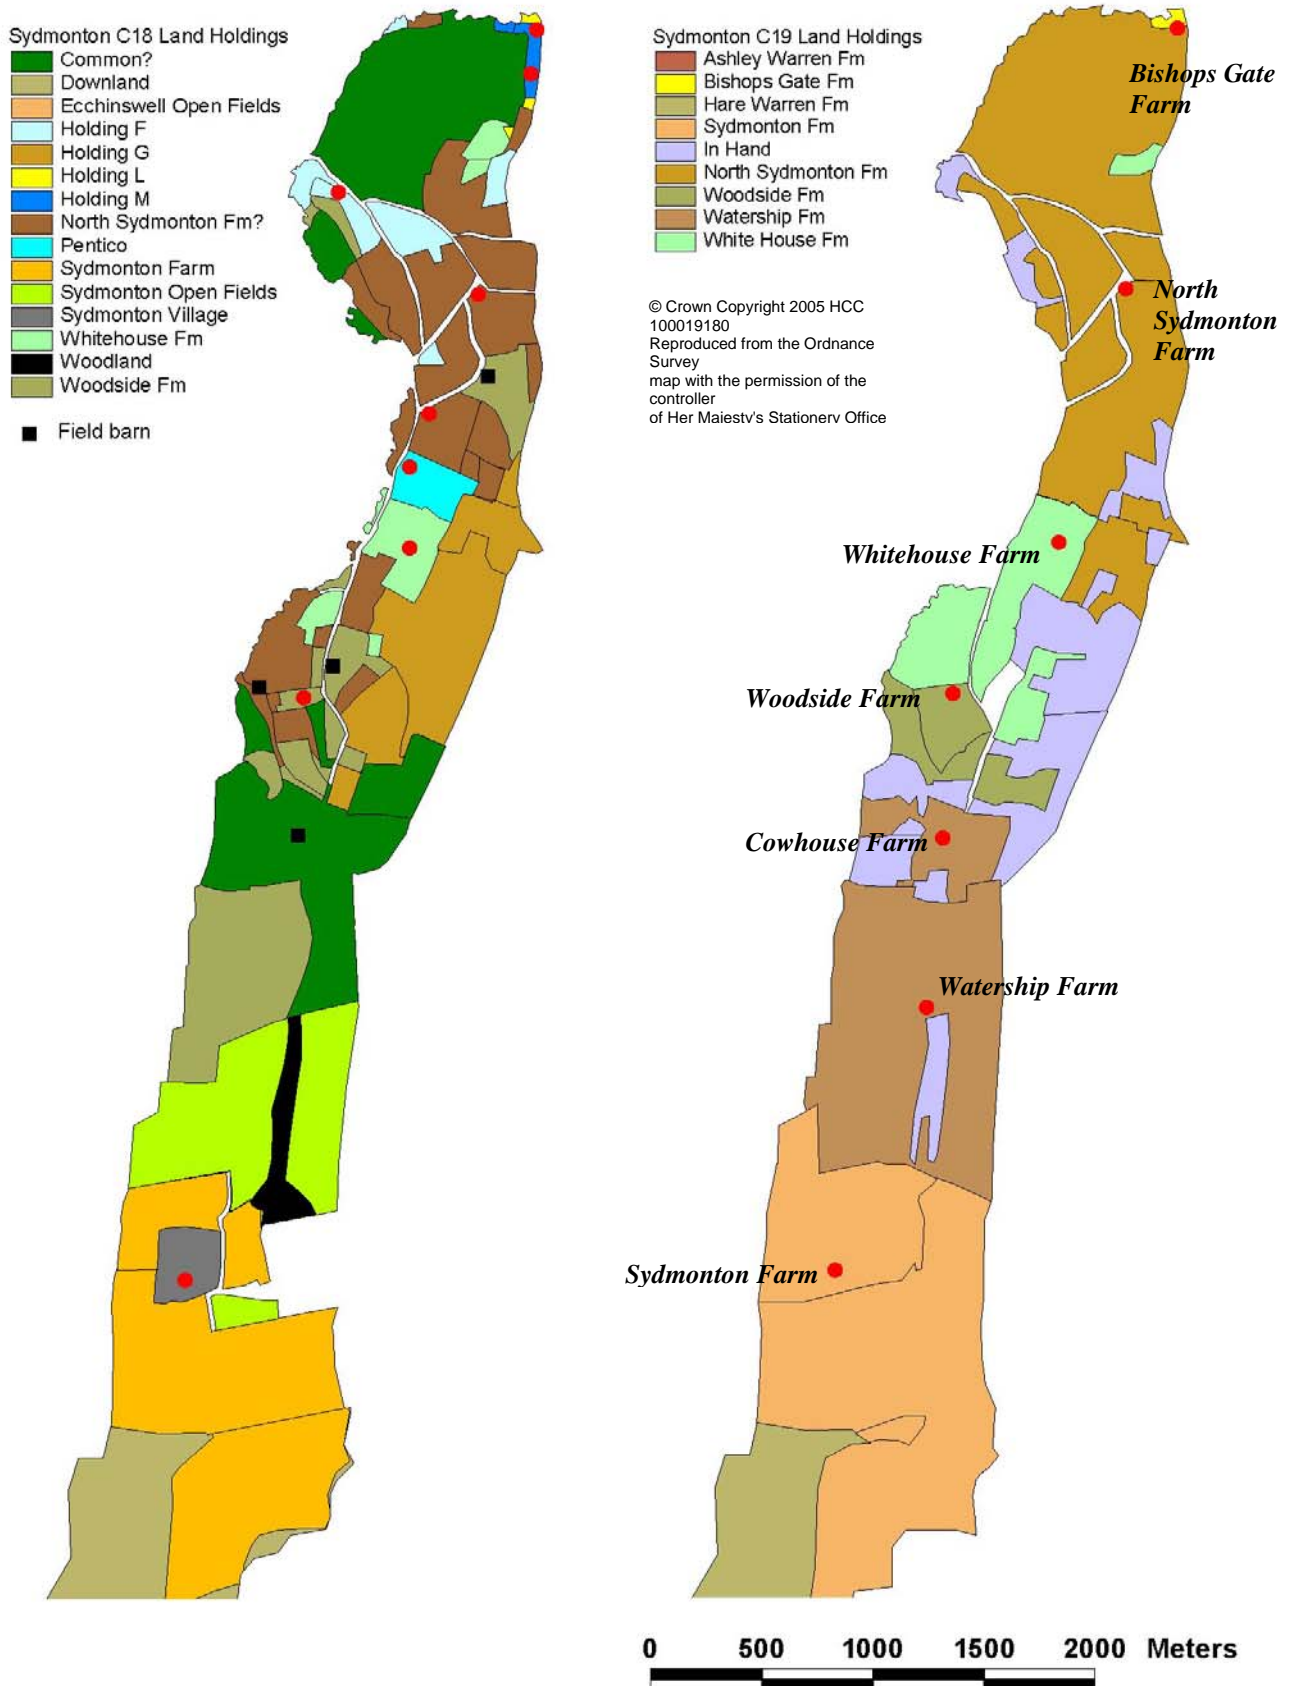 Sydmonton C18 Land Holdings
Common?
Downland
Ecchinswell Open Fields
Holding F
Holding G
Holding L
Holding M
North Sydmonton Fm?
Pentico
Sydmonton Farm
Sydmonton Open Fields
Sydmonton Village
Whitehouse Fm
Woodland
Woodside Fm
Field barn
Sydmonton C19 Land Holdings
Ashley Warren Fm
Bishops Gate Fm
Hare Warren Fm
Sydmonton Fm
In Hand
North Sydmonton Fm
Woodside Fm
Watership Fm
White House Fm
© Crown Copyright 2005 HCC
100019180
Reproduced from the Ordnance
Survey
map with the permission of the
controller
of Her Majesty's Stationery Office
Bishops Gate
Farm
North
Sydmonton
Farm
Whitehouse Farm
Woodside Farm
Cowhouse Farm
Watership Farm
Sydmonton Farm
0 500 1000 1500 2000 Meters